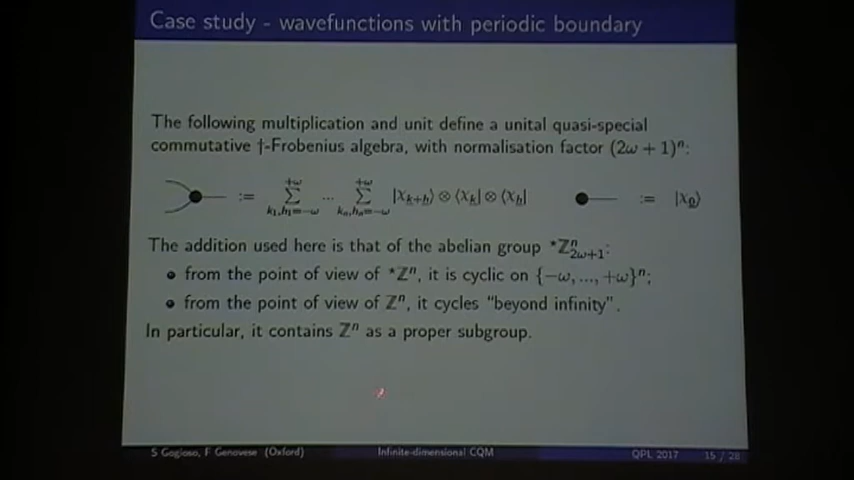 Case study - wavefunctions with periodic boundary
The following multiplication and unit define a unital quasi-special
commutative †-Frobenius algebra, with normalisation factor (2ω + 1)ⁿ:
:= ∑_{k₁,h₁=−ω}^{+ω} ... ∑_{kₙ,hₙ=−ω}^{+ω} |χ_{k+h}⟩ ⊗ ⟨χ_k| ⊗ ⟨χ_h| := |χ_0⟩
The addition used here is that of the abelian group *ℤⁿ_{2ω+1}:
• from the point of view of *ℤⁿ, it is cyclic on {−ω, ..., +ω}ⁿ;
• from the point of view of ℤⁿ, it cycles "beyond infinity".
In particular, it contains ℤⁿ as a proper subgroup.
S Gogioso, F Genovese (Oxford) Infinite-dimensional CQM QPL 2017 15 / 28